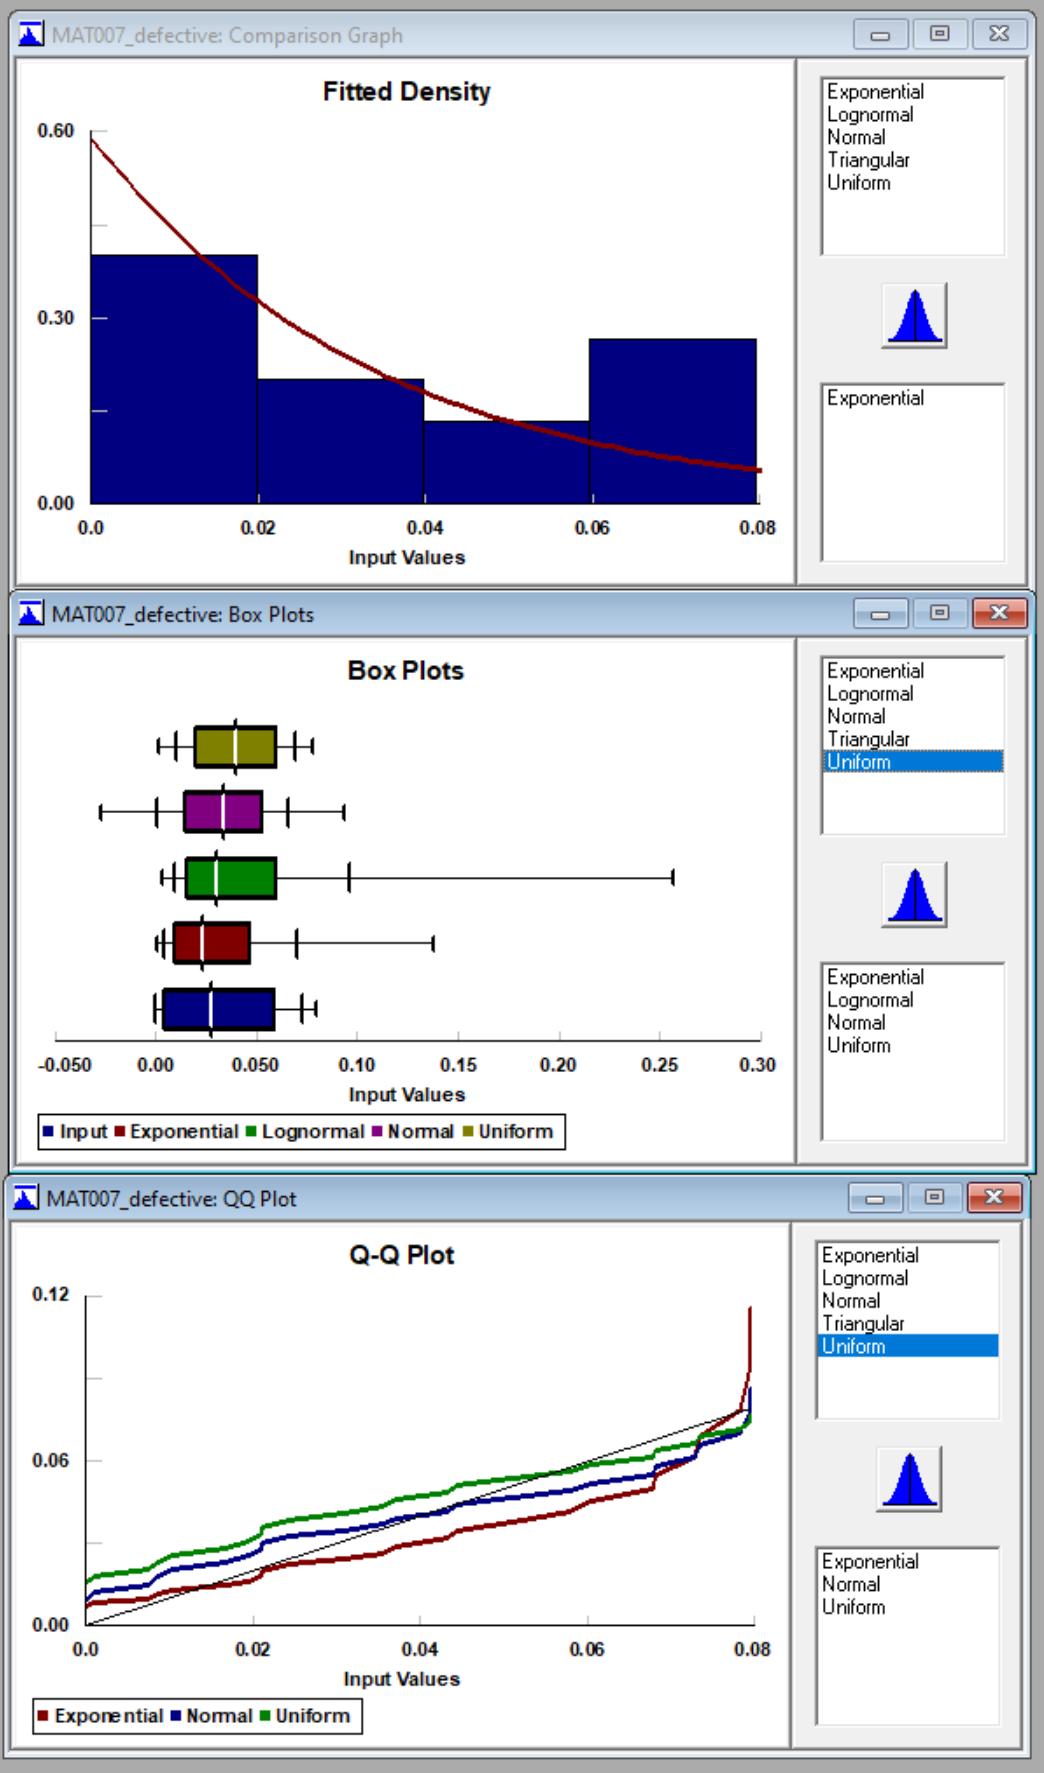 MAT007_defective: Comparison Graph
Fitted Density
0.60
0.30
0.00
0.0 0.02 0.04 0.06 0.08
Input Values
Exponential
Lognormal
Normal
Triangular
Uniform
Exponential
MAT007_defective: Box Plots
Box Plots
-0.050 0.00 0.050 0.10 0.15 0.20 0.25 0.30
Input Values
Input Exponential Lognormal Normal Uniform
Exponential
Lognormal
Normal
Triangular
Uniform
Exponential
Lognormal
Normal
Uniform
MAT007_defective: QQ Plot
Q-Q Plot
0.12
0.06
0.00
0.0 0.02 0.04 0.06 0.08
Input Values
Exponential Normal Uniform
Exponential
Lognormal
Normal
Triangular
Uniform
Exponential
Normal
Uniform